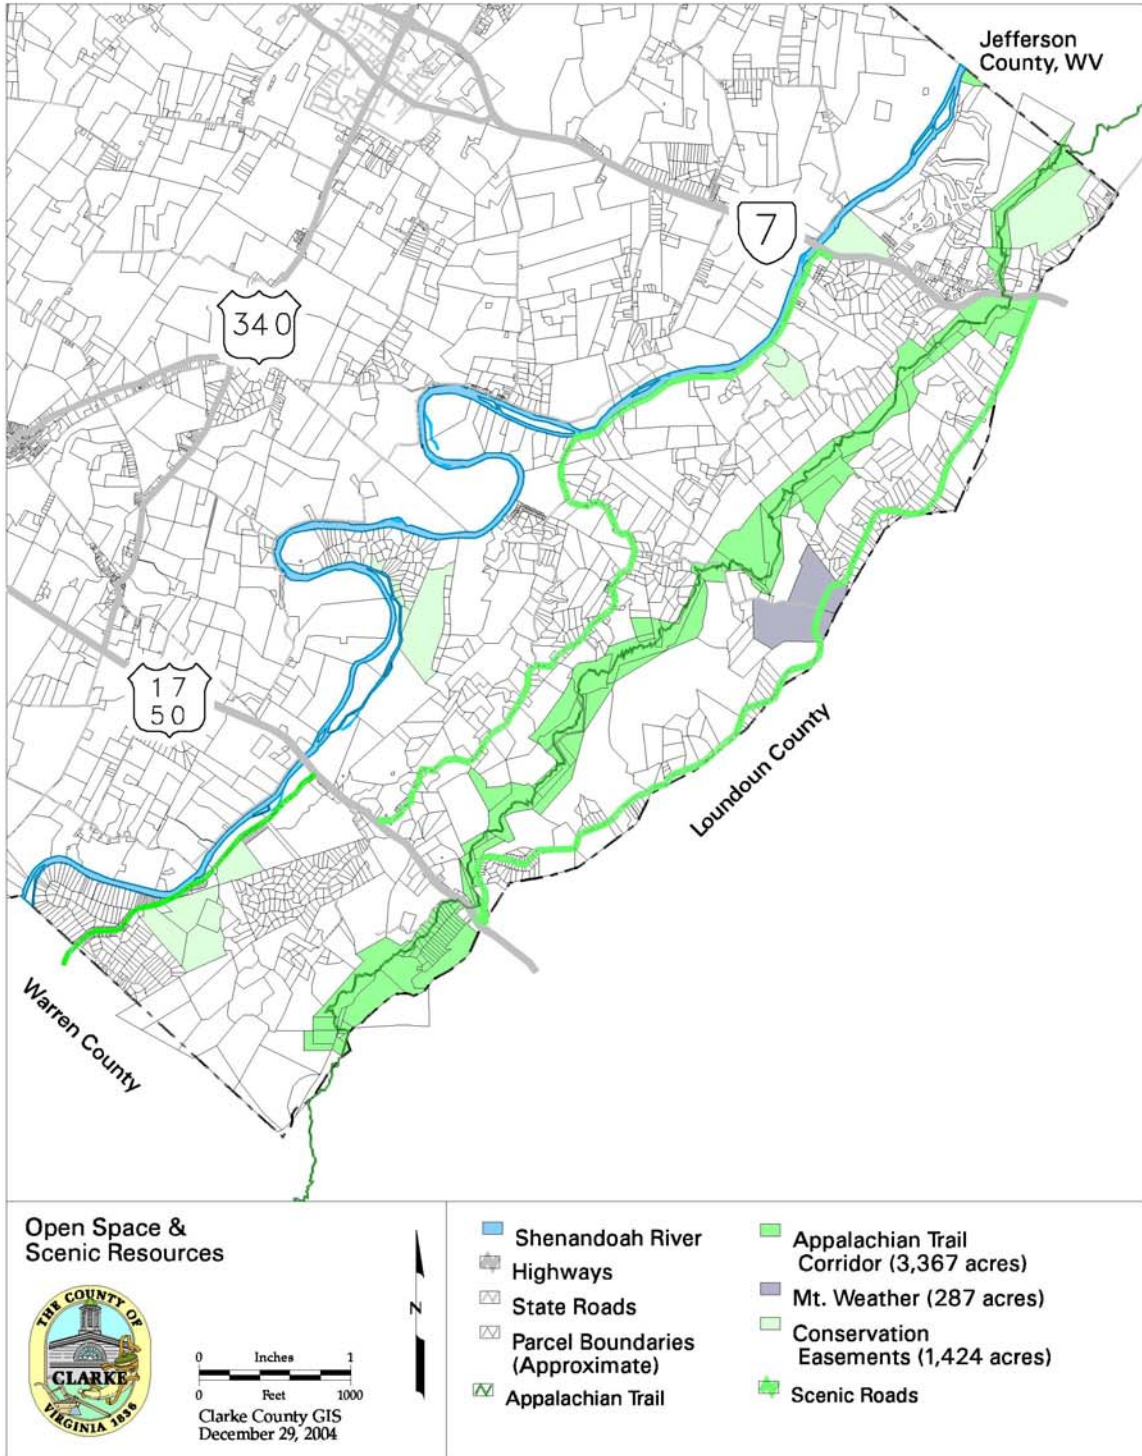 Jefferson
County, WV
7
340
17
50
Loundoun County
Warren County
Open Space &
Scenic Resources
THE COUNTY OF
CLARKE
VIRGINIA 1836
0 Inches 1
0 Feet 1000
Clarke County GIS
December 29, 2004
N
Shenandoah River
Highways
State Roads
Parcel Boundaries
(Approximate)
Appalachian Trail
Appalachian Trail
Corridor (3,367 acres)
Mt. Weather (287 acres)
Conservation
Easements (1,424 acres)
Scenic Roads